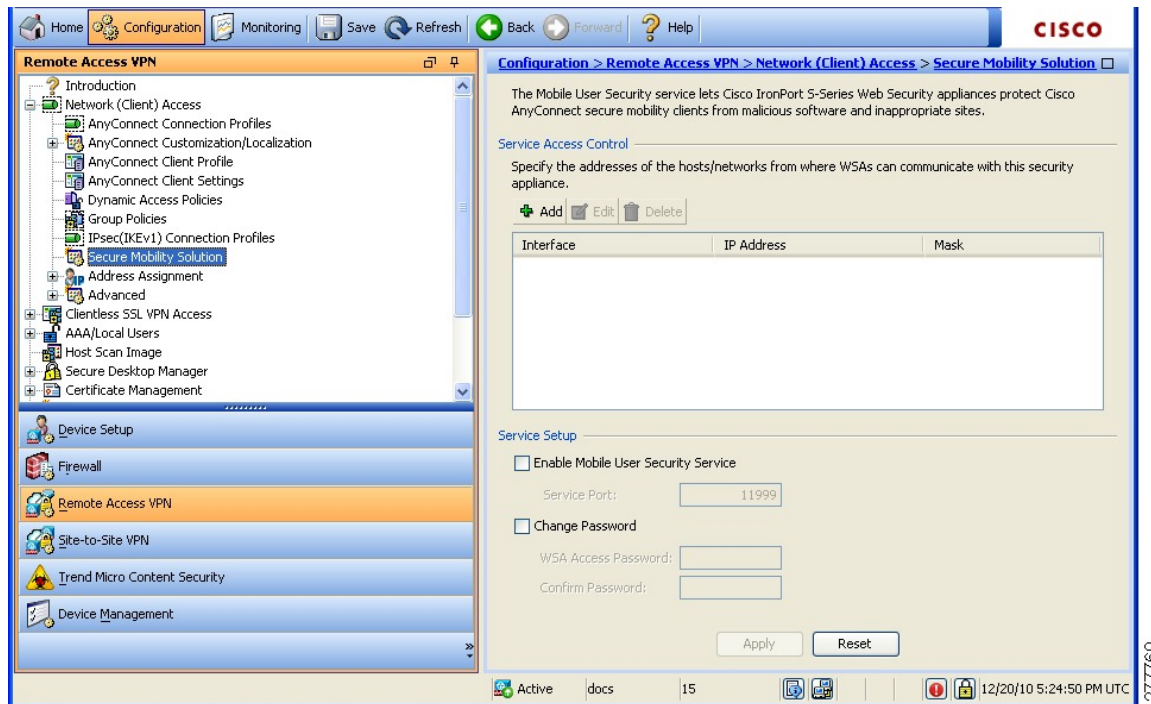 Home Configuration Monitoring Save Refresh Back Forward Help
CISCO
Remote Access VPN
Introduction
Network (Client) Access
AnyConnect Connection Profiles
AnyConnect Customization/Localization
AnyConnect Client Profile
AnyConnect Client Settings
Dynamic Access Policies
Group Policies
IPsec(IKEv1) Connection Profiles
Secure Mobility Solution
Address Assignment
Advanced
Clientless SSL VPN Access
AAA/Local Users
Host Scan Image
Secure Desktop Manager
Certificate Management
Device Setup
Firewall
Remote Access VPN
Site-to-Site VPN
Trend Micro Content Security
Device Management
Configuration > Remote Access VPN > Network (Client) Access > Secure Mobility Solution
The Mobile User Security service lets Cisco IronPort S-Series Web Security appliances protect Cisco
AnyConnect secure mobility clients from malicious software and inappropriate sites.
Service Access Control
Specify the addresses of the hosts/networks from where WSAs can communicate with this security
appliance.
Add Edit Delete
Interface IP Address Mask
Service Setup
Enable Mobile User Security Service
Service Port: 11999
Change Password
WSA Access Password:
Confirm Password:
Apply Reset
Active docs 15 12/20/10 5:24:50 PM UTC
277760